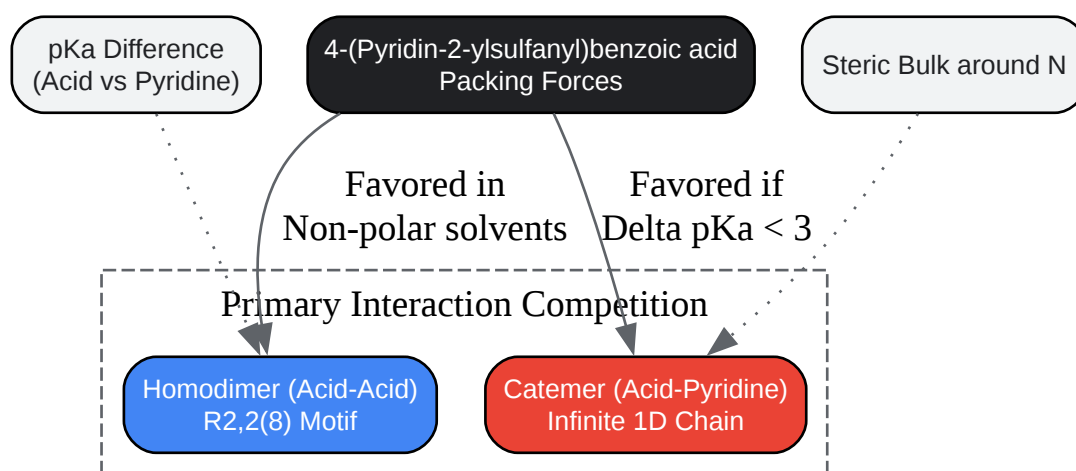 pKa Difference
(Acid vs Pyridine)
4-(Pyridin-2-ylsulfanyl)benzoic acid
Packing Forces
Steric Bulk around N
Favored in
Non-polar solvents
Favored if
Delta pKa < 3
Primary Interaction Competition
Homodimer (Acid-Acid)
R2,2(8) Motif
Catemer (Acid-Pyridine)
Infinite 1D Chain